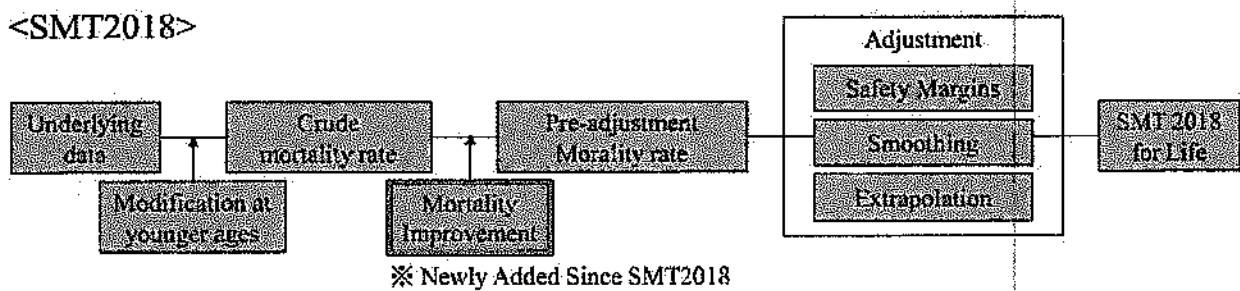 <SMT2018>
Adjustment
Underlying
data
Crude
mortality rate
Pre-adjustment
Morality rate
Safety Margins
Smoothing
Extrapolation
SMT 2018
for Life
Modification at
younger ages
Mortality
Improvement
※ Newly Added Since SMT2018